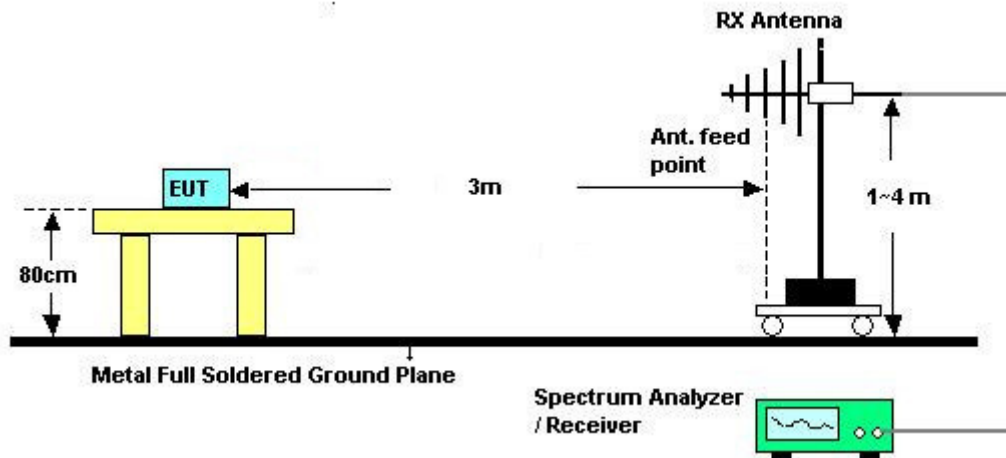 RX Antenna
Ant. feed
point
EUT
3m
1~4 m
80cm
Metal Full Soldered Ground Plane
Spectrum Analyzer
/ Receiver